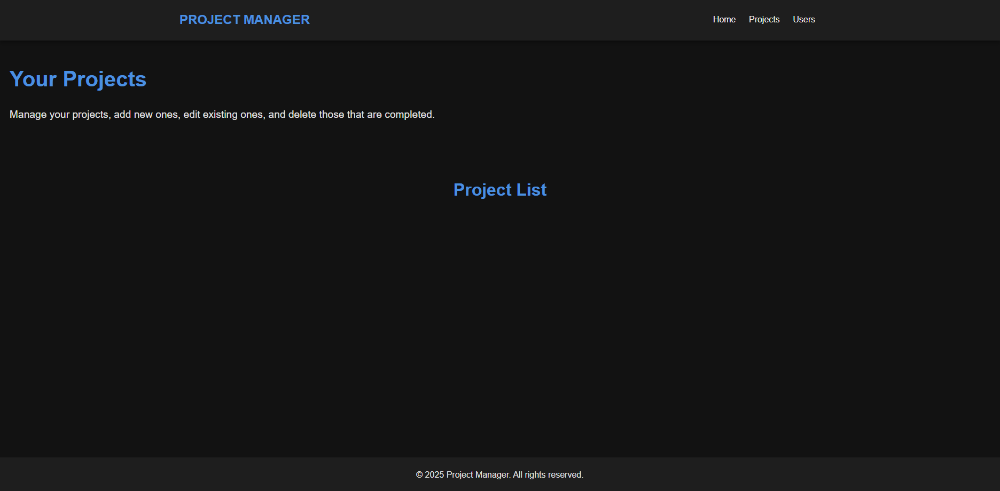 PROJECT MANAGER
Home Projects Users
Your Projects
Manage your projects, add new ones, edit existing ones, and delete those that are completed.
Project List
© 2025 Project Manager. All rights reserved.